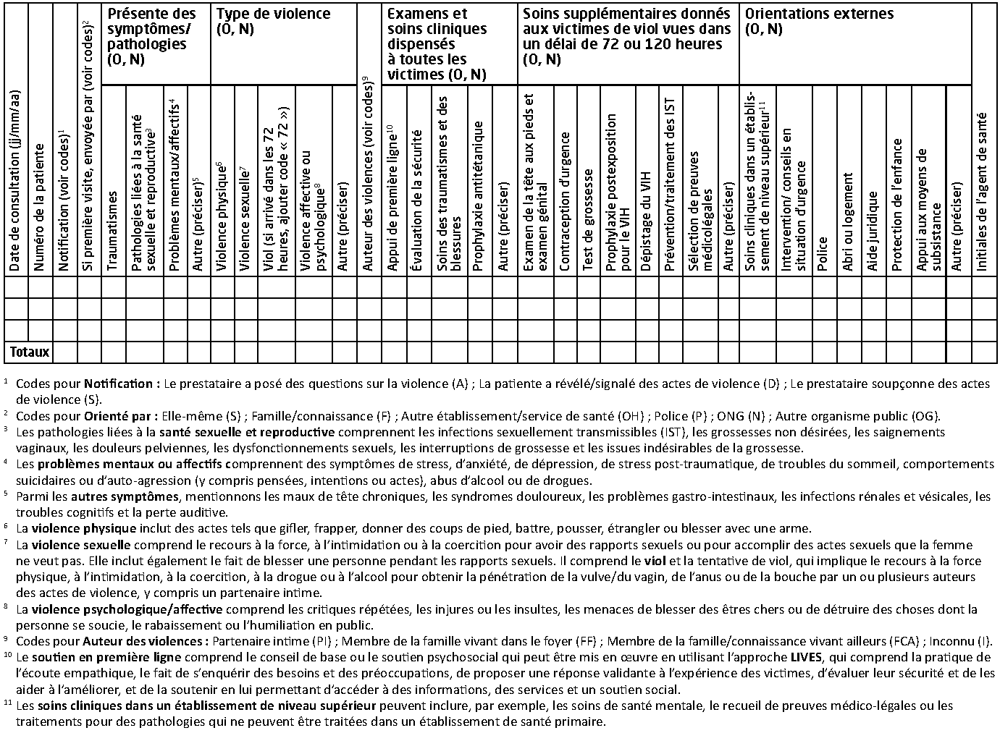 Présente des
symptômes/
pathologies
(O, N)
Type de violence
(O, N)
Examens et
soins cliniques
dispensés
à toutes les
victimes (O, N)
Soins supplémentaires donnés
aux victimes de viol vues dans
un délai de 72 ou 120 heures
(O, N)
Orientations externes
(O, N)
Date de consultation (jj/mm/aa)
Numéro de la patiente
Notification (voir codes)1
Si première visite, envoyée par (voir codes)2
Traumatismes
Pathologies liées à la santé
sexuelle et reproductive3
Problèmes mentaux/affectifs4
Autre (préciser)5
Violence physique6
Violence sexuelle7
Viol (si arrivé dans les 72
heures, ajouter code « 72 »)
Violence affective ou
psychologique8
Autre (préciser)
Auteur des violences (voir codes)9
Appui de première ligne10
Évaluation de la sécurité
Soins des traumatismes et des
blessures
Prophylaxie antitétanique
Autre (préciser)
Examen de la tête aux pieds et
examen génital
Contraception d’urgence
Test de grossesse
Prophylaxie postexposition
pour le VIH
Dépistage du VIH
Prévention/traitement des IST
Sélection de preuves
médicolégales
Autre (préciser)
Soins cliniques dans un établis-
sement de niveau supérieur11
Intervention/ conseils en
situation d’urgence
Police
Abri ou logement
Aide juridique
Protection de l’enfance
Appui aux moyens de
subsistance
Autre (préciser)
Initiales de l’agent de santé
Totaux
1 Codes pour Notification : Le prestataire a posé des questions sur la violence (A) ; La patiente a révélé/signalé des actes de violence (D) ; Le prestataire soupçonne des actes
de violence (S).
2 Codes pour Orienté par : Elle-même (S) ; Famille/connaissance (F) ; Autre établissement/service de santé (OH) ; Police (P) ; ONG (N) ; Autre organisme public (OG).
3 Les pathologies liées à la santé sexuelle et reproductive comprennent les infections sexuellement transmissibles (IST), les grossesses non désirées, les saignements
vaginaux, les douleurs pelviennes, les dysfonctionnements sexuels, les interruptions de grossesse et les issues indésirables de la grossesse.
4 Les problèmes mentaux ou affectifs comprennent des symptômes de stress, d’anxiété, de dépression, de stress post-traumatique, de troubles du sommeil, comportements
suicidaires ou d’auto-agression (y compris pensées, intentions ou actes), abus d’alcool ou de drogues.
5 Parmi les autres symptômes, mentionnons les maux de tête chroniques, les syndromes douloureux, les problèmes gastro-intestinaux, les infections rénales et vésicales, les
troubles cognitifs et la perte auditive.
6 La violence physique inclut des actes tels que gifler, frapper, donner des coups de pied, battre, pousser, étrangler ou blesser avec une arme.
7 La violence sexuelle comprend le recours à la force, à l’intimidation ou à la coercition pour avoir des rapports sexuels ou pour accomplir des actes sexuels que la femme
ne veut pas. Elle inclut également le fait de blesser une personne pendant les rapports sexuels. Il comprend le viol et la tentative de viol, qui implique le recours à la force
physique, à l’intimidation, à la coercition, à la drogue ou à l’alcool pour obtenir la pénétration de la vulve/du vagin, de l’anus ou de la bouche par un ou plusieurs auteurs
des actes de violence, y compris un partenaire intime.
8 La violence psychologique/affective comprend les critiques répétées, les injures ou les insultes, les menaces de blesser des êtres chers ou de détruire des choses dont la
personne se soucie, le rabaissement ou l’humiliation en public.
9 Codes pour Auteur des violences : Partenaire intime (PI) ; Membre de la famille vivant dans le foyer (FF) ; Membre de la famille/connaissance vivant ailleurs (FCA) ; Inconnu (I).
10 Le soutien en première ligne comprend le conseil de base ou le soutien psychosocial qui peut être mis en œuvre en utilisant l’approche LIVES, qui comprend la pratique de
l’écoute empathique, le fait de s’enquérir des besoins et des préoccupations, de proposer une réponse validante à l’expérience des victimes, d’évaluer leur sécurité et de les
aider à l’améliorer, et de la soutenir en lui permettant d’accéder à des informations, des services et un soutien social.
11 Les soins cliniques dans un établissement de niveau supérieur peuvent inclure, par exemple, les soins de santé mentale, le recueil de preuves médico-légales ou les
traitements pour des pathologies qui ne peuvent être traitées dans un établissement de santé primaire.